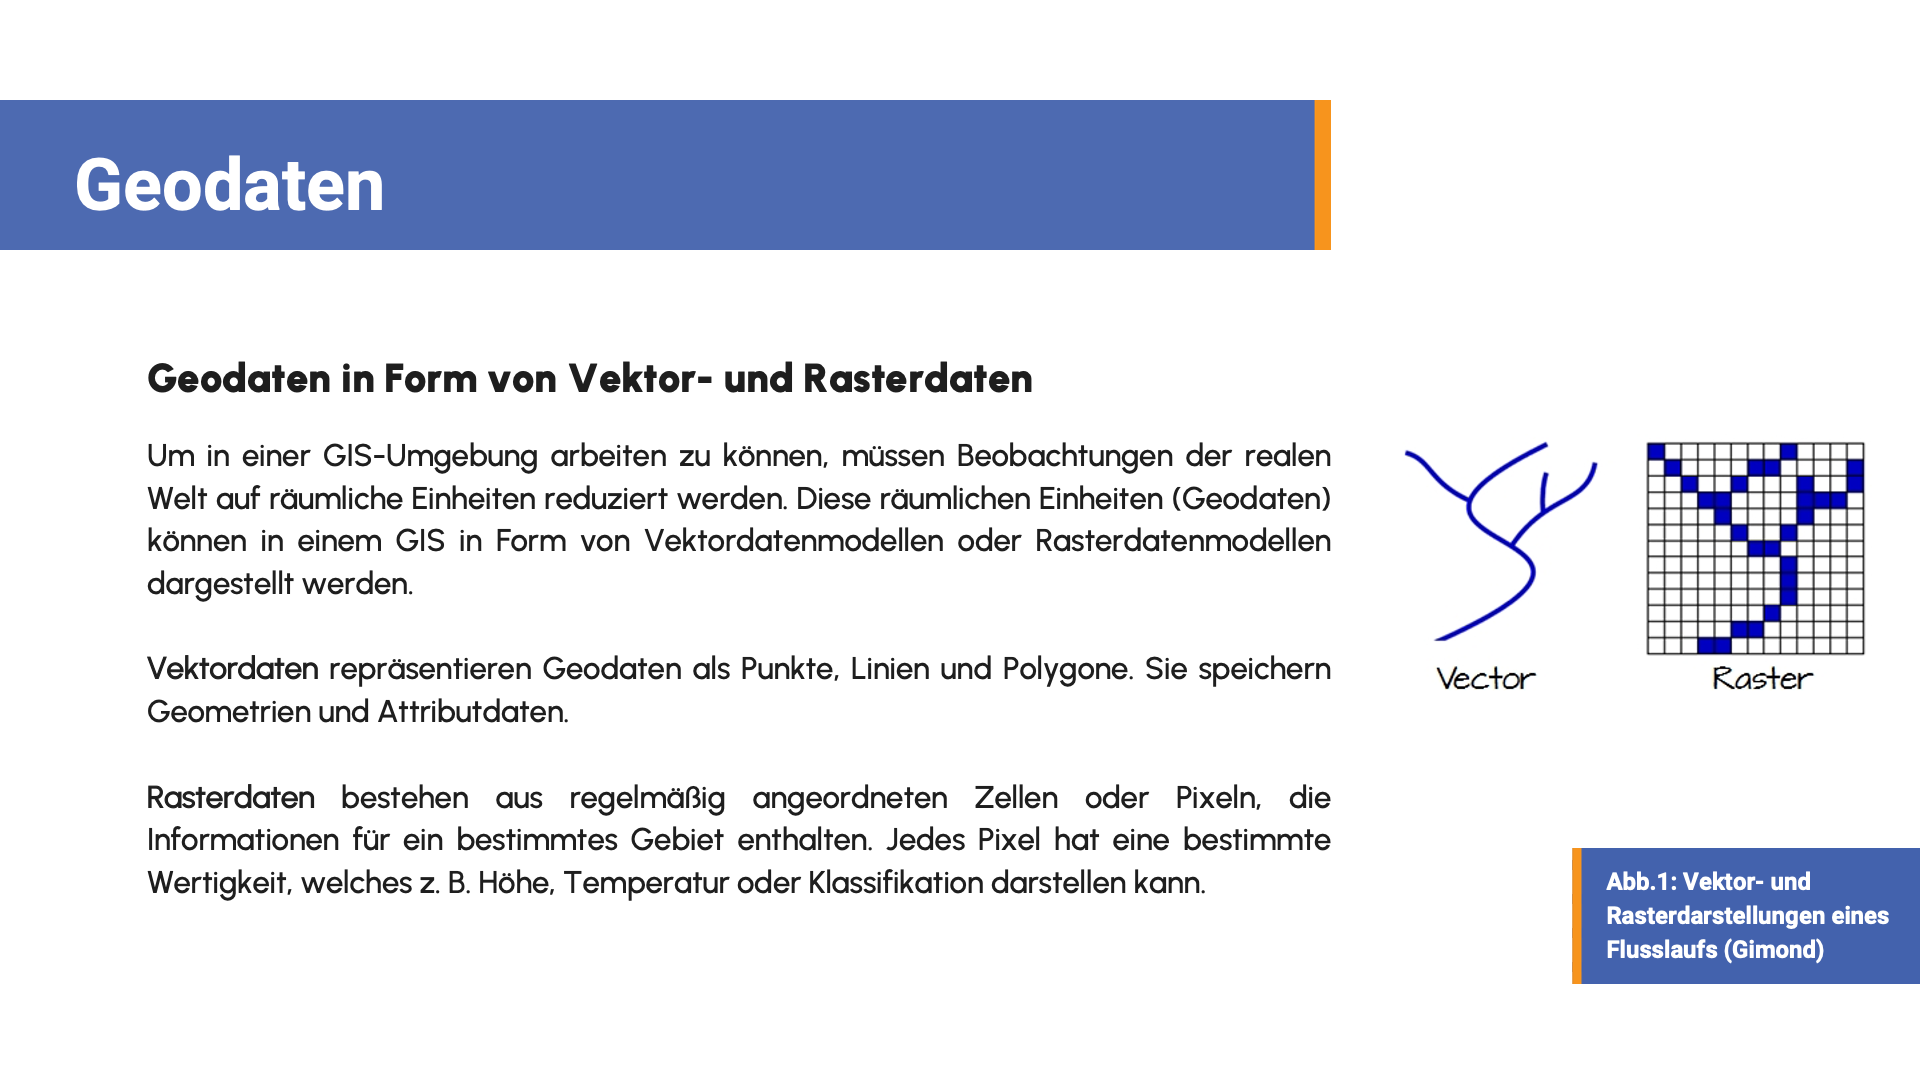 Geodaten
Geodaten in Form von Vektor- und Rasterdaten
Um in einer GIS-Umgebung arbeiten zu können, müssen Beobachtungen der realen
Welt auf räumliche Einheiten reduziert werden. Diese räumlichen Einheiten (Geodaten)
können in einem GIS in Form von Vektordatenmodellen oder Rasterdatenmodellen
dargestellt werden.
Vektordaten repräsentieren Geodaten als Punkte, Linien und Polygone. Sie speichern
Geometrien und Attributdaten.
Rasterdaten bestehen aus regelmäßig angeordneten Zellen oder Pixeln, die
Informationen für ein bestimmtes Gebiet enthalten. Jedes Pixel hat eine bestimmte
Wertigkeit, welches z. B. Höhe, Temperatur oder Klassifikation darstellen kann.
Vector
Raster
Abb.1: Vektor- und
Rasterdarstellungen eines
Flusslaufs (Gimond)